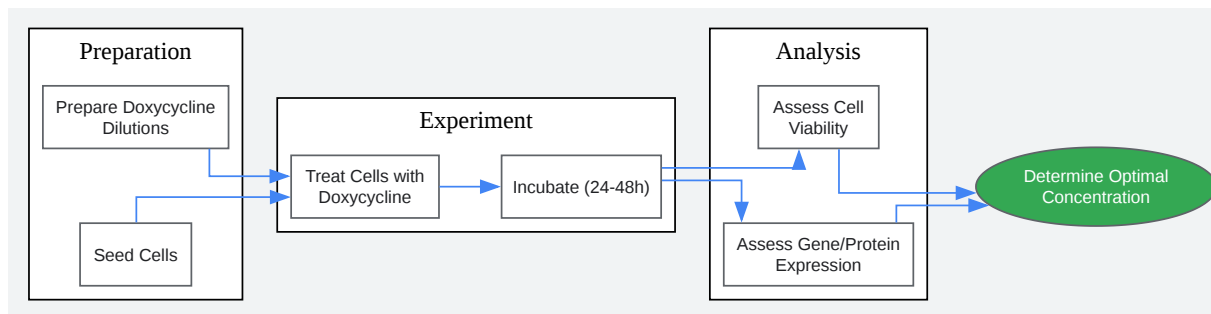 Preparation
Prepare Doxycycline
Dilutions
Seed Cells
Experiment
Treat Cells with
Doxycycline
Incubate (24-48h)
Analysis
Assess Cell
Viability
Assess Gene/Protein
Expression
Determine Optimal
Concentration